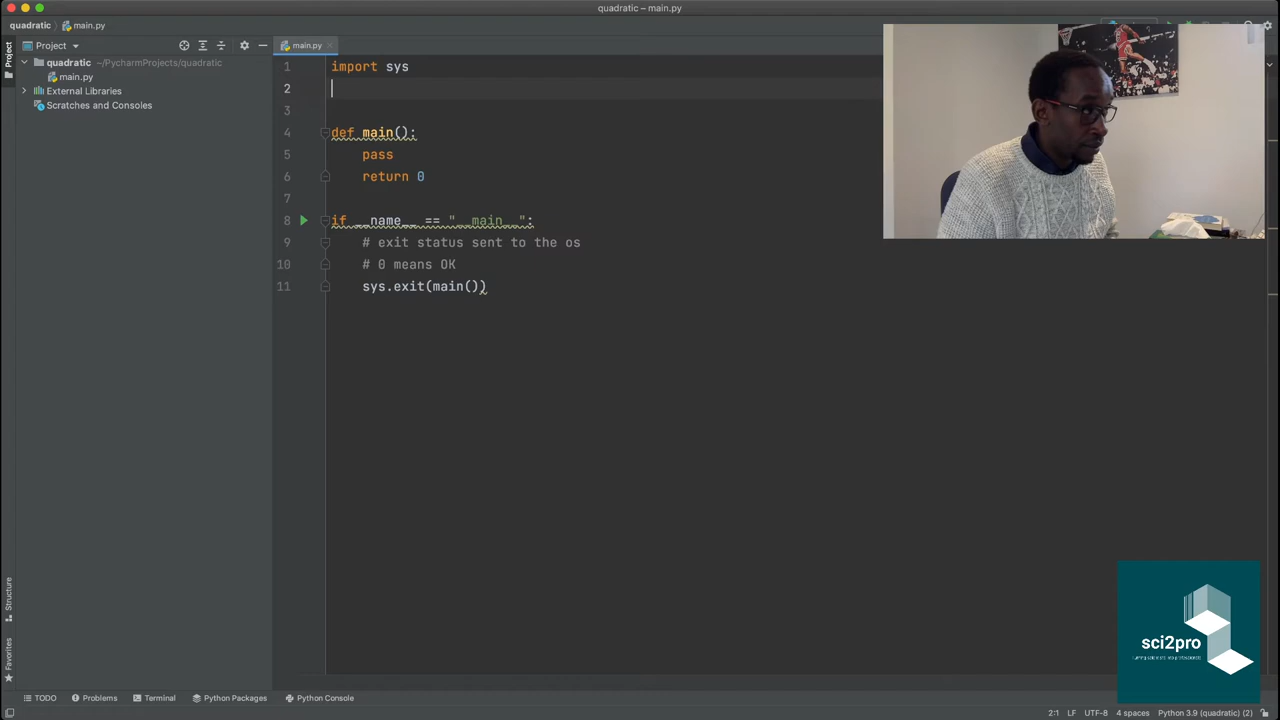 quadratic – main.py
quadratic
main.py
Project
Project
main.py
quadratic ~/PycharmProjects/quadratic
main.py
External Libraries
Scratches and Consoles
1 import sys
2
3
4 def main():
5 pass
6 return 0
7
8 if __name__ == "__main__":
9 # exit status sent to the os
10 # 0 means OK
11 sys.exit(main())
sci2pro
Structure
Favorites
TODO
Problems
Terminal
Python Packages
Python Console
2:1 LF UTF-8 4 spaces Python 3.9 (quadratic) (2)